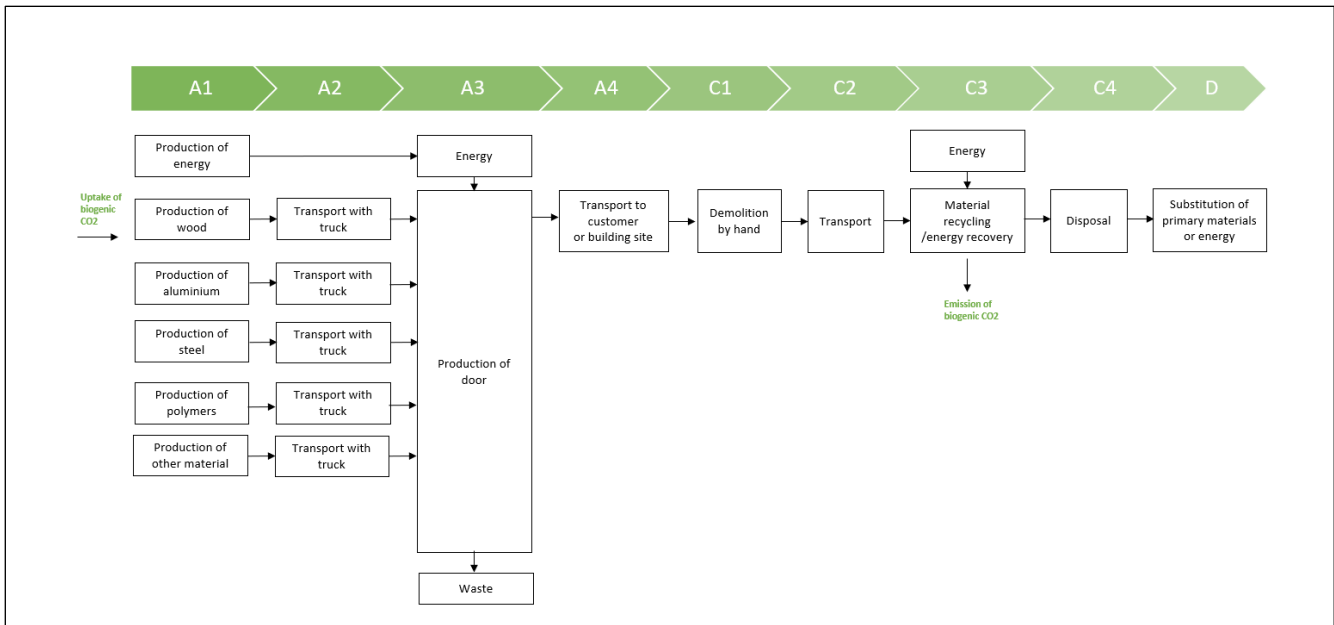 A1
A2
A3
A4
C1
C2
C3
C4
D
Production of
energy
Energy
Energy
Uptake of
biogenic
CO2
Production of
wood
Transport with
truck
Transport to
customer
or building site
Demolition
by hand
Transport
Material
recycling
/energy recovery
Disposal
Substitution of
primary materials
or energy
Production of
aluminium
Transport with
truck
Emission of
biogenic CO2
Production of
steel
Transport with
truck
Production of
door
Production of
polymers
Transport with
truck
Production of
other material
Transport with
truck
Waste